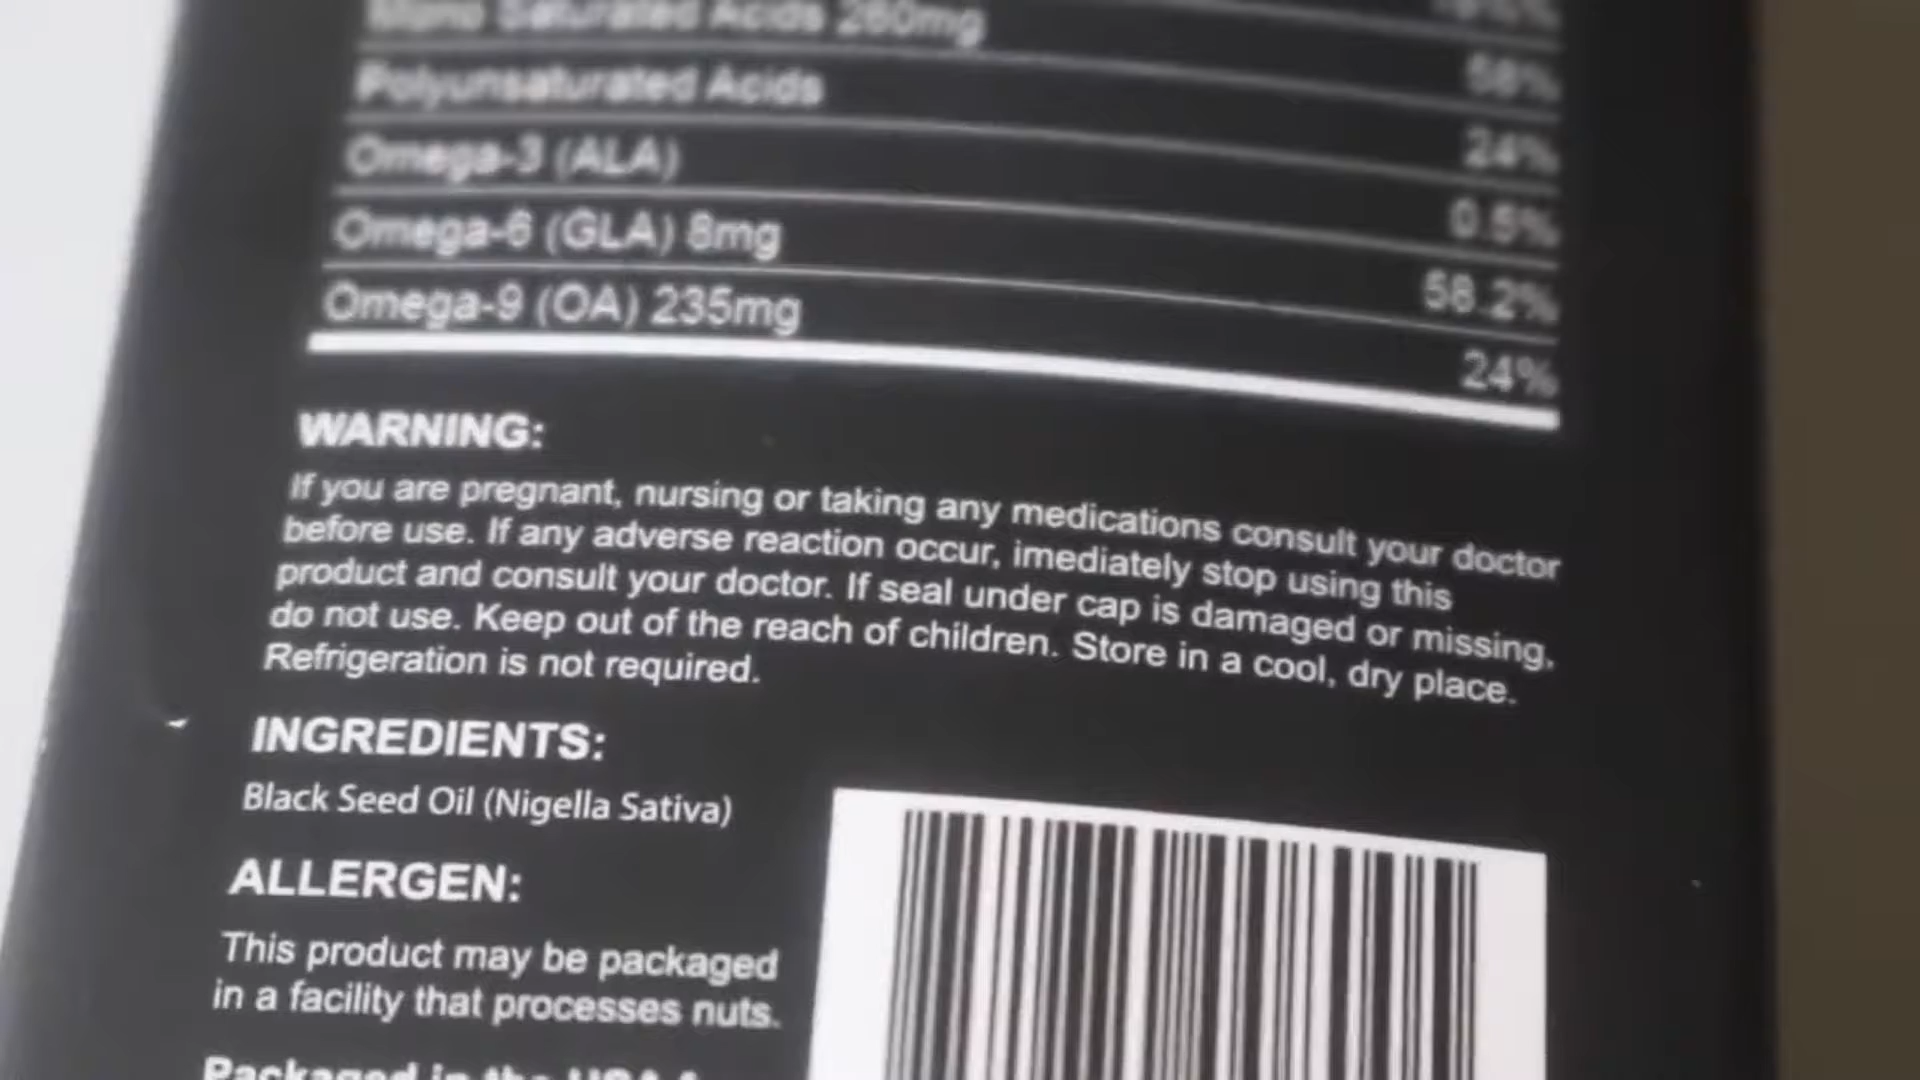 Mono Saturated Acids 260mg
58%
Polyunsaturated Acids
24%
Omega-3 (ALA)
0.5%
Omega-6 (GLA) 8mg
58.2%
Omega-9 (OA) 235mg
24%
WARNING:
If you are pregnant, nursing or taking any medications consult your doctor
before use. If any adverse reaction occur, imediately stop using this
product and consult your doctor. If seal under cap is damaged or missing,
do not use. Keep out of the reach of children. Store in a cool, dry place.
Refrigeration is not required.
INGREDIENTS:
Black Seed Oil (Nigella Sativa)
ALLERGEN:
This product may be packaged
in a facility that processes nuts.
Packaged in the USA